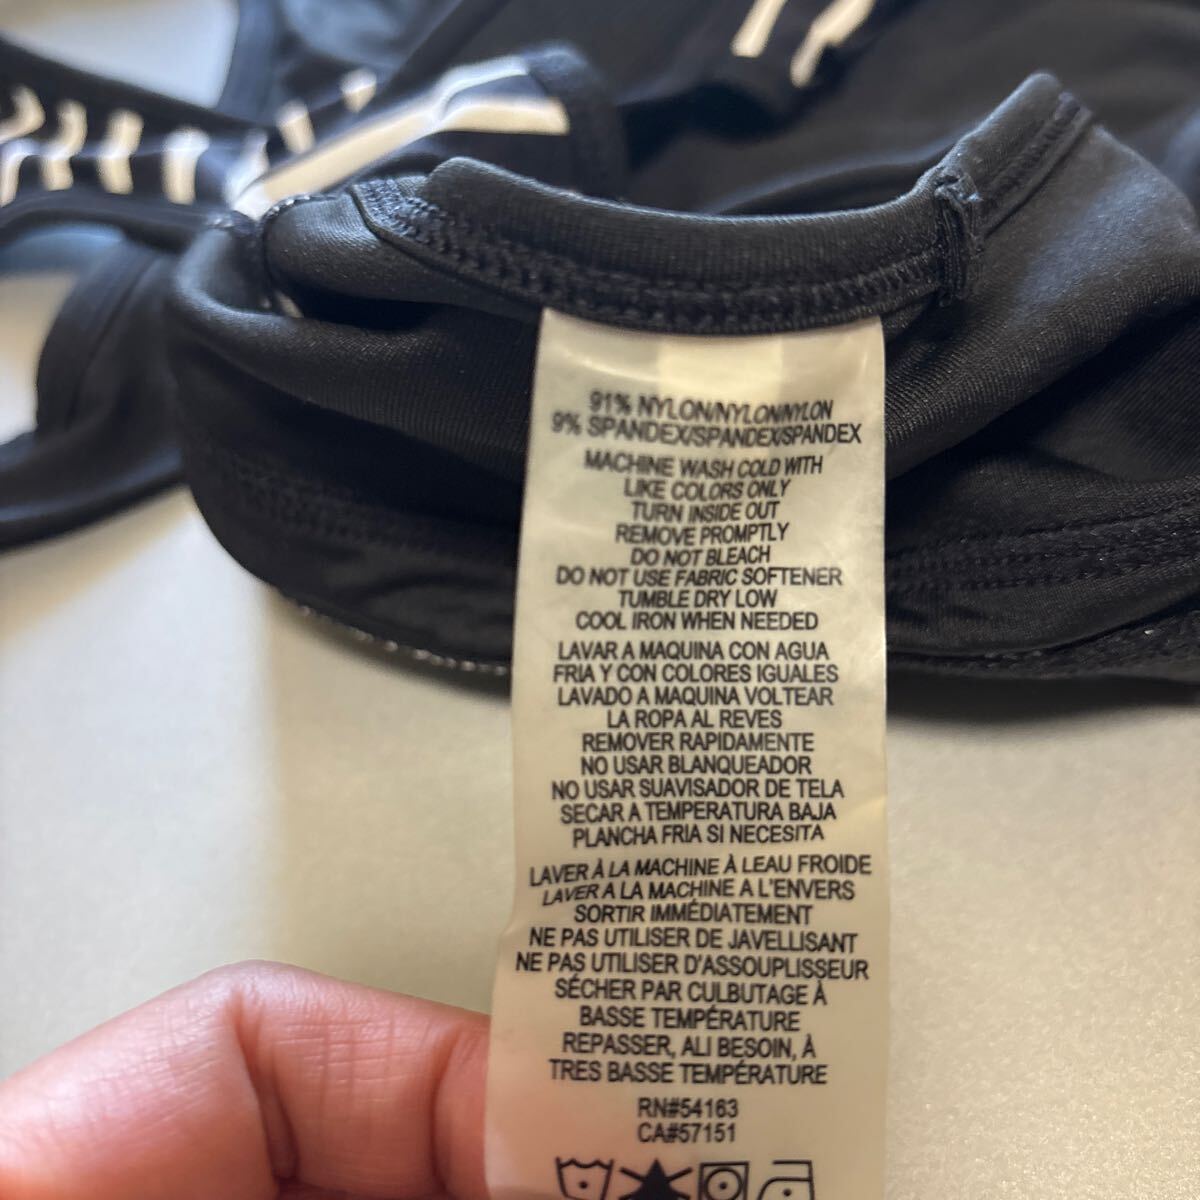 91% NYLON/NYLON/NYLON
9% SPANDEX/SPANDEX/SPANDEX
MACHINE WASH COLD WITH
LIKE COLORS ONLY
TURN INSIDE OUT
REMOVE PROMPTLY
DO NOT BLEACH
DO NOT USE FABRIC SOFTENER
TUMBLE DRY LOW
COOL IRON WHEN NEEDED
LAVAR A MAQUINA CON AGUA
FRIA Y CON COLORES IGUALES
LAVADO A MAQUINA VOLTEAR
LA ROPA AL REVES
REMOVER RAPIDAMENTE
NO USAR BLANQUEADOR
NO USAR SUAVISADOR DE TELA
SECAR A TEMPERATURA BAJA
PLANCHA FRIA SI NECESITA
LAVER À LA MACHINE À LEAU FROIDE
LAVER A LA MACHINE A L'ENVERS
SORTIR IMMÉDIATEMENT
NE PAS UTILISER DE JAVELLISANT
NE PAS UTILISER D'ASSOUPLISSEUR
SÉCHER PAR CULBUTAGE À
BASSE TEMPÉRATURE
REPASSER, ALI BESOIN, À
TRES BASSE TEMPÉRATURE
RN#54163
CA#57151